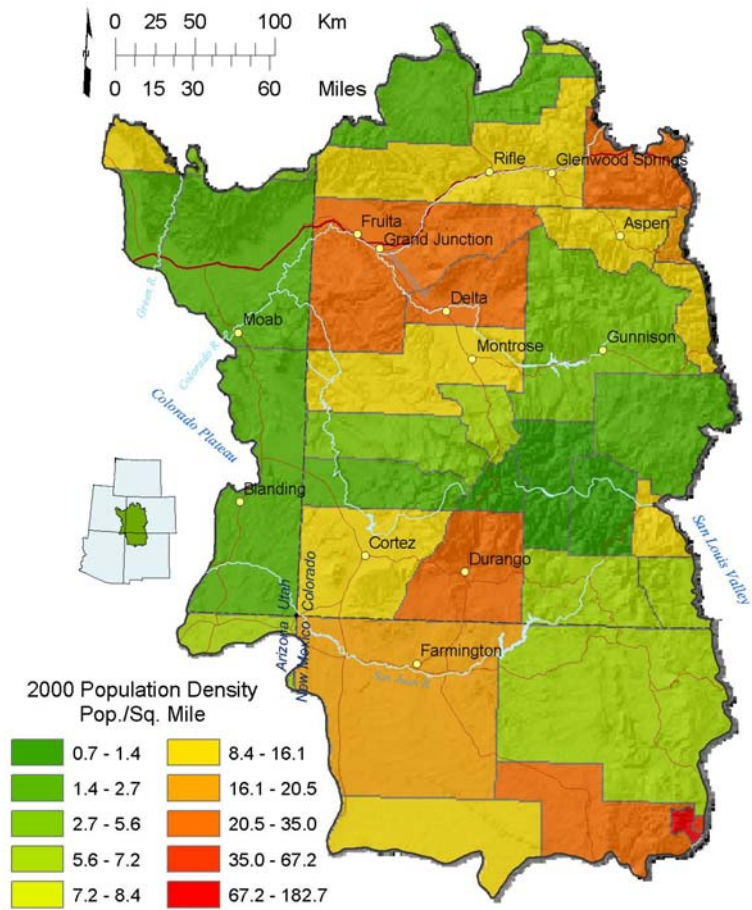 0 25 50 100 Km
N
0 15 30 60 Miles
Rifle
Glenwood Springs
Fruita
Aspen
Grand Junction
Green R.
Delta
Moab
Colorado R.
Montrose
Gunnison
Colorado Plateau
Blanding
San Louis Valley
Cortez
Durango
Utah
Colorado
Arizona
New Mexico
Farmington
San Juan R.
2000 Population Density
Pop./Sq. Mile
0.7 - 1.4
1.4 - 2.7
2.7 - 5.6
5.6 - 7.2
7.2 - 8.4
8.4 - 16.1
16.1 - 20.5
20.5 - 35.0
35.0 - 67.2
67.2 - 182.7